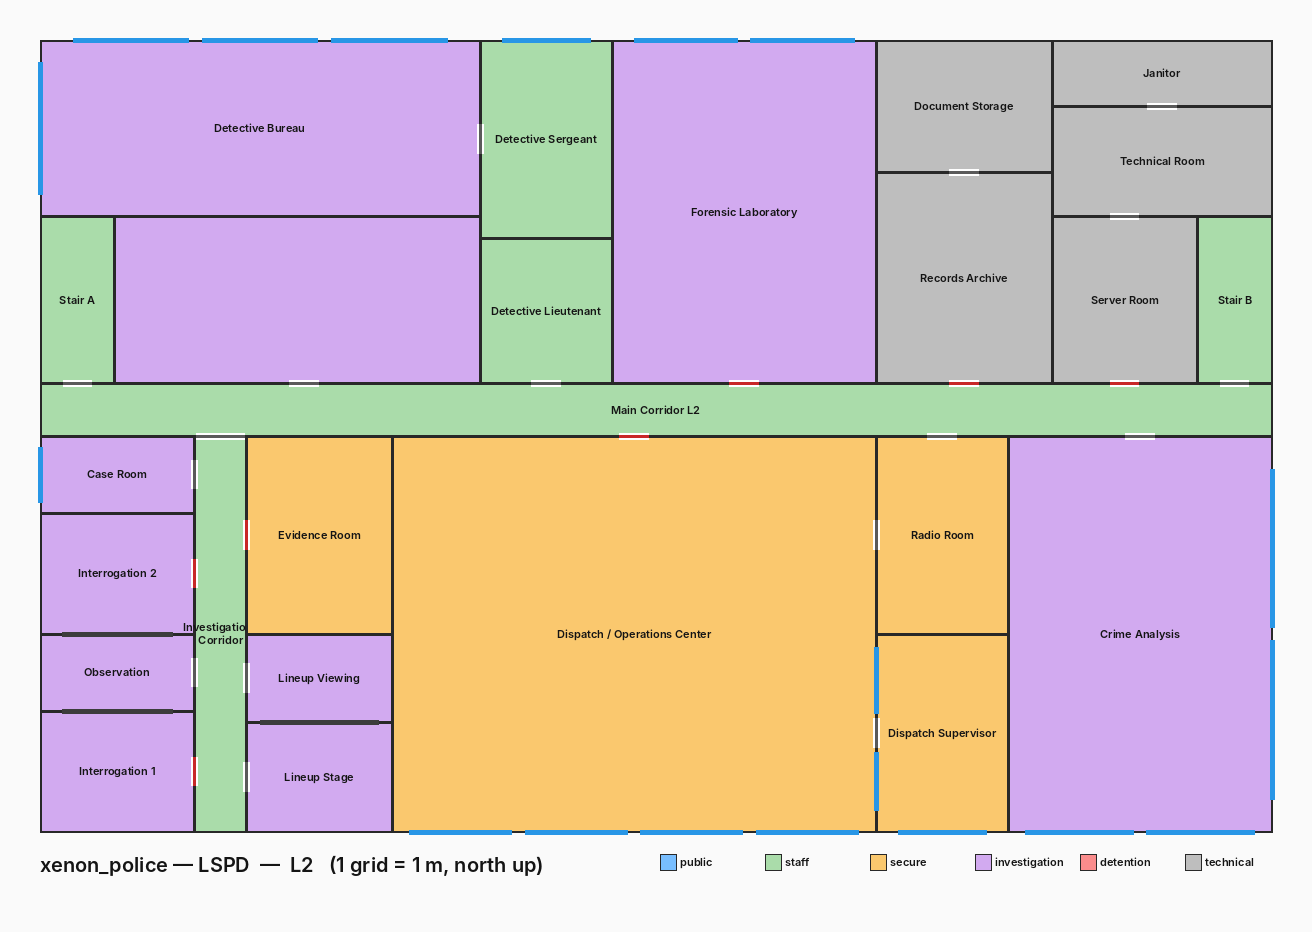 Detective Bureau
Detective Sergeant
Forensic Laboratory
Document Storage
Janitor
Technical Room
Stair A
Detective Lieutenant
Records Archive
Server Room
Stair B
Main Corridor L2
Case Room
Evidence Room
Radio Room
Interrogation 2
Investigatio
Corridor
Dispatch / Operations Center
Crime Analysis
Observation
Lineup Viewing
Dispatch Supervisor
Interrogation 1
Lineup Stage
xenon_police — LSPD — L2 (1 grid = 1 m, north up)
public
staff
secure
investigation
detention
technical